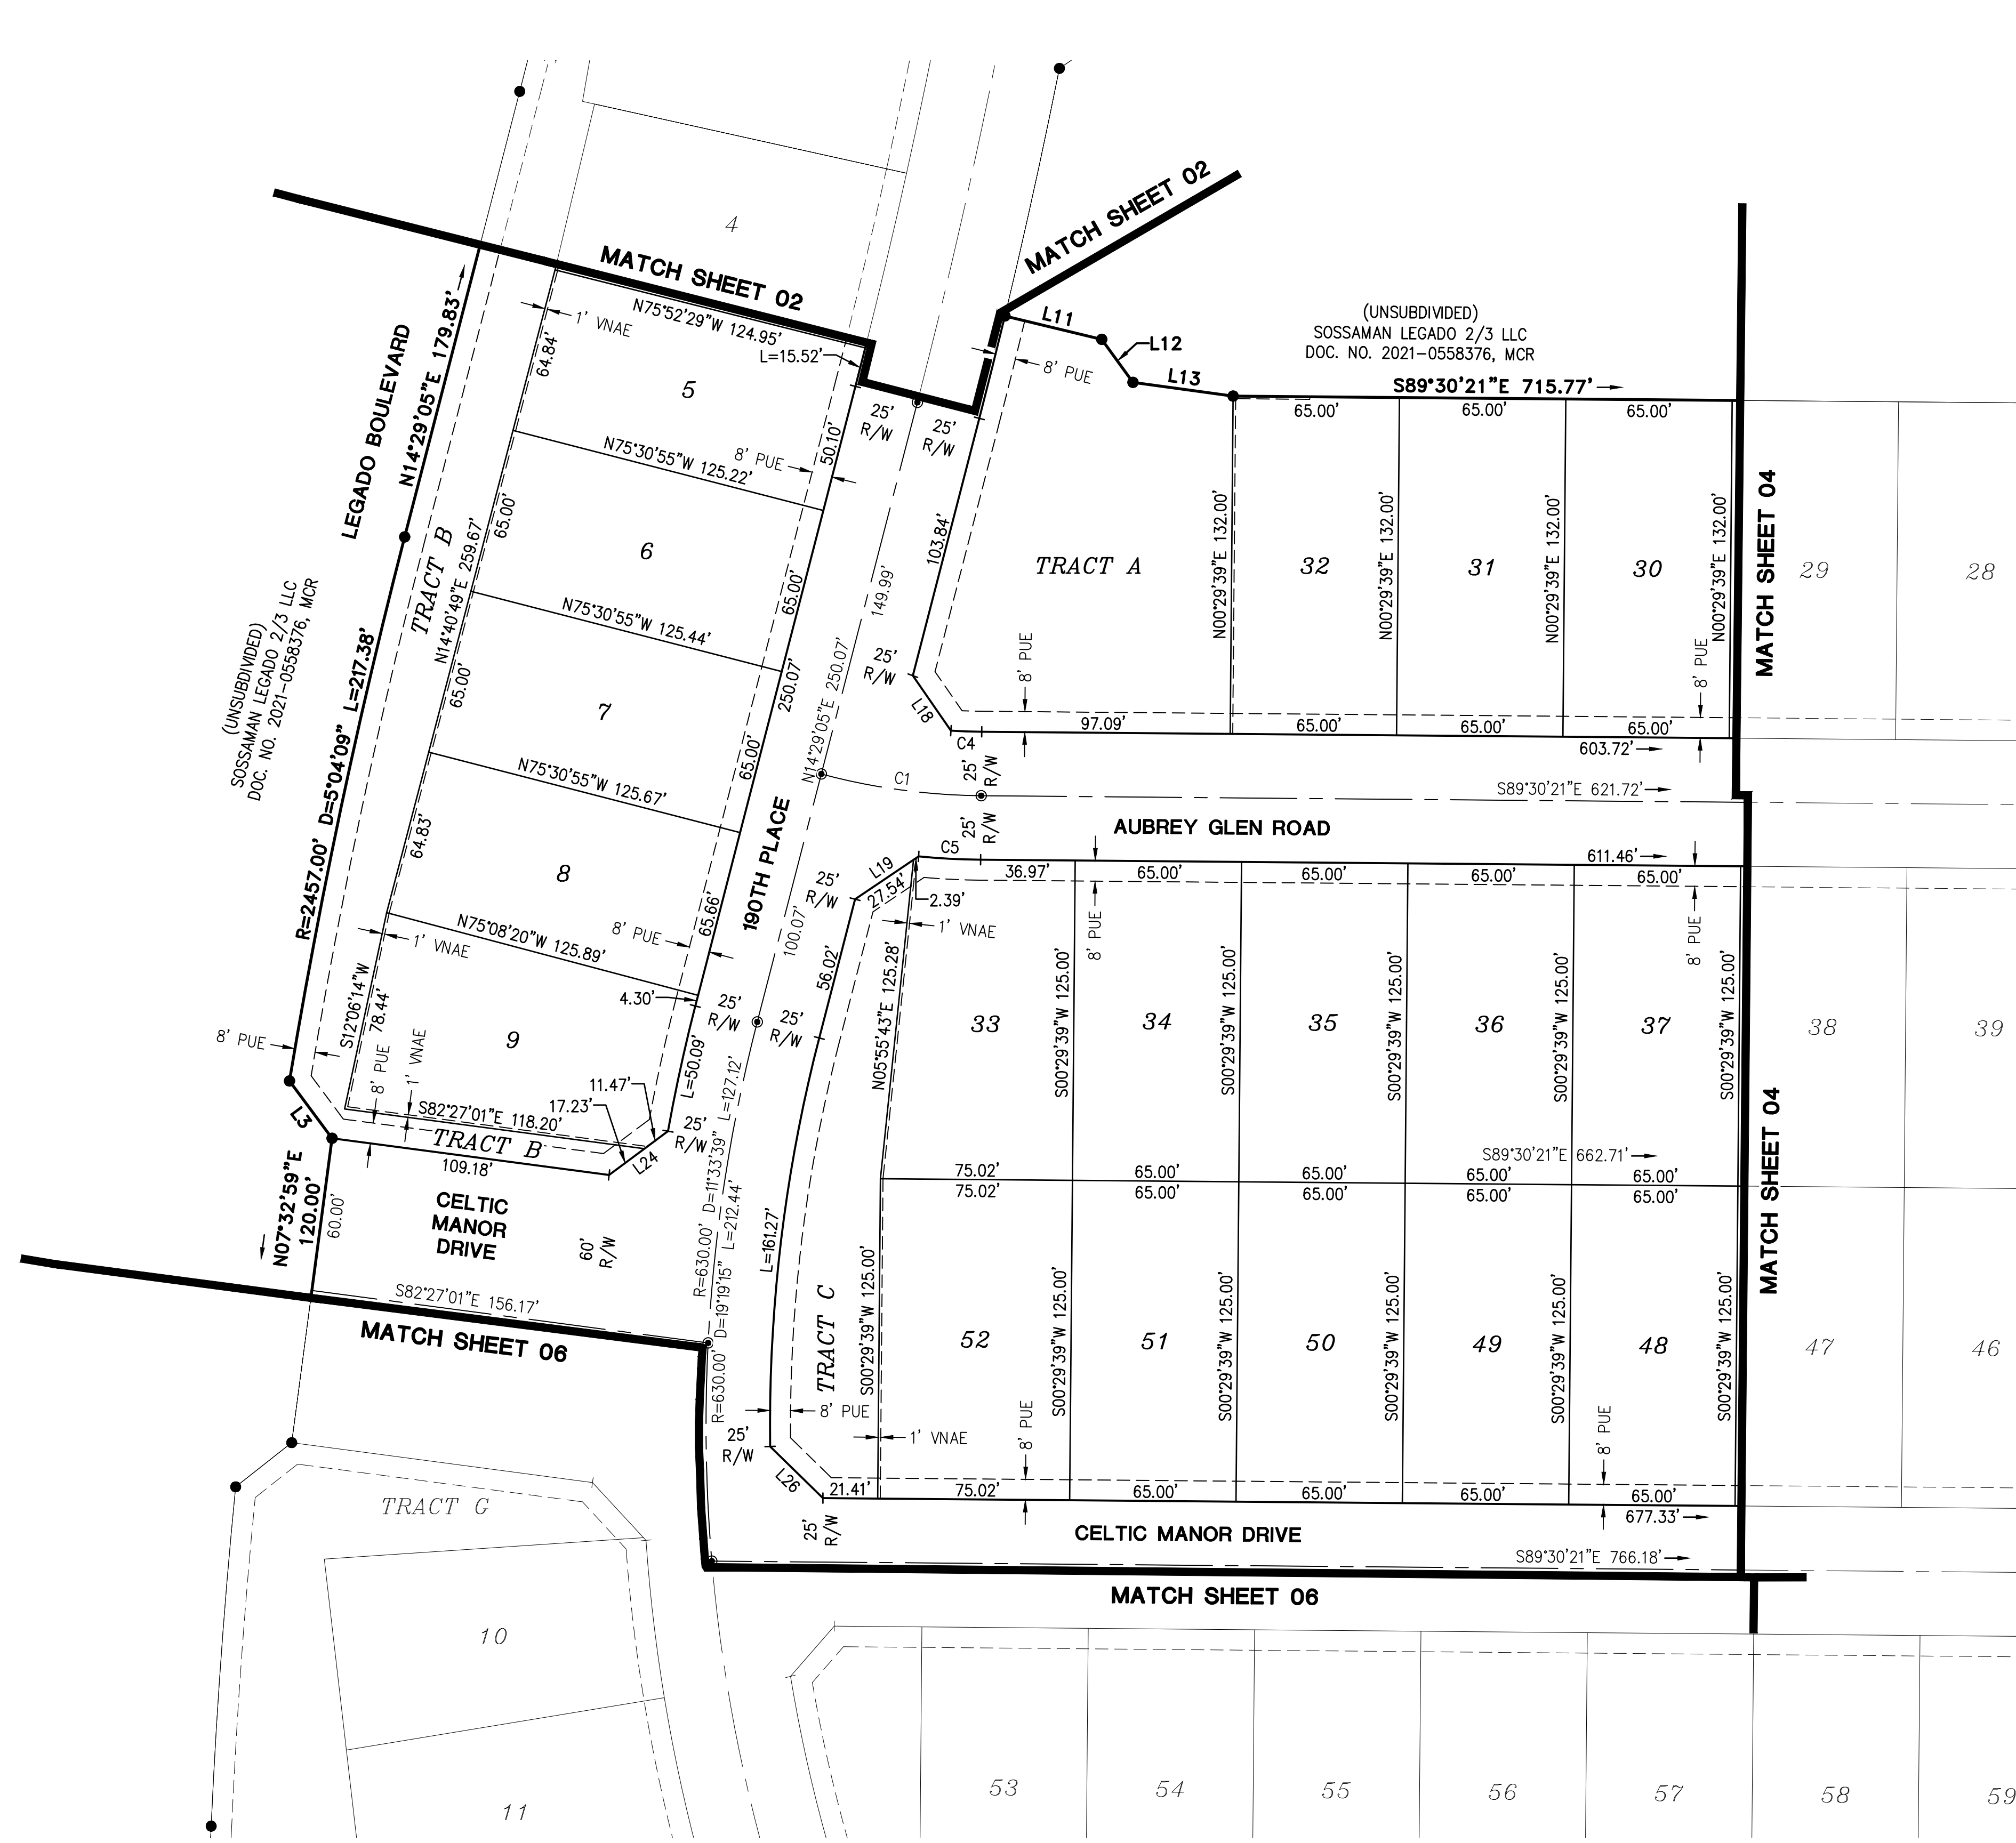 4
MATCH SHEET 02
MATCH SHEET 02
N75°52'29"W 124.95'
1' VNAE
L=15.52'
L11
L12
L13
8' PUE
(UNSUBDIVIDED)
SOSSAMAN LEGADO 2/3 LLC
DOC. NO. 2021-0558376, MCR
S89°30'21"E 715.77'
65.00'
65.00'
65.00'
LEGADO BOULEVARD
N14°29'05"E 179.83'
64.84'
5
25'
R/W
25'
R/W
50.10'
8' PUE
N75°30'55"W 125.22'
TRACT B
N14°40'49"E 259.67'
65.00'
6
65.00'
149.99'
103.84'
TRACT A
N00°29'39"E 132.00'
32
N00°29'39"E 132.00'
31
N00°29'39"E 132.00'
30
N00°29'39"E 132.00'
MATCH SHEET 04
29
28
(UNSUBDIVIDED)
SOSSAMAN LEGADO 2/3 LLC
DOC. NO. 2021-0558376, MCR
R=2457.00' D=5°04'09" L=217.38'
N75°30'55"W 125.44'
65.00'
7
250.07'
65.00'
N14°29'05"E 250.07'
25'
R/W
L18
8' PUE
8' PUE
97.09'
65.00'
65.00'
65.00'
C4
603.72'
25'
R/W
C1
S89°30'21"E 621.72'
N75°30'55"W 125.67'
64.83'
8
190TH PLACE
AUBREY GLEN ROAD
25'
R/W
C5
611.46'
L19
27.54'
25'
R/W
2.39'
36.97'
65.00'
65.00'
65.00'
65.00'
65.66'
8' PUE
100.07'
N75°08'20"W 125.89'
1' VNAE
1' VNAE
8' PUE
8' PUE
56.02'
N05°55'43"E 125.28'
4.30'
25'
R/W
25'
R/W
S12°06'14"W
78.44'
8' PUE
8' PUE
1' VNAE
9
L=50.09'
33
S00°29'39"W 125.00'
34
S00°29'39"W 125.00'
35
S00°29'39"W 125.00'
36
S00°29'39"W 125.00'
37
S00°29'39"W 125.00'
38
39
11.47'
17.23'
L3
S82°27'01"E 118.20'
TRACT B
109.18'
L24
25'
R/W
R=630.00' D=11°33'39" L=127.12'
R=630.00' D=19°19'15" L=212.44'
S89°30'21"E 662.71'
75.02'
65.00'
65.00'
65.00'
65.00'
75.02'
65.00'
65.00'
65.00'
65.00'
MATCH SHEET 04
N07°32'59"E
120.00'
60.00'
CELTIC
MANOR
DRIVE
60'
R/W
L=161.27'
S82°27'01"E 156.17'
MATCH SHEET 06
TRACT C
S00°29'39"W 125.00'
52
S00°29'39"W 125.00'
51
S00°29'39"W 125.00'
50
S00°29'39"W 125.00'
49
S00°29'39"W 125.00'
48
S00°29'39"W 125.00'
47
46
8' PUE
25'
R/W
1' VNAE
8' PUE
8' PUE
L26
21.41'
75.02'
65.00'
65.00'
65.00'
65.00'
677.33'
25'
R/W
CELTIC MANOR DRIVE
S89°30'21"E 766.18'
MATCH SHEET 06
TRACT G
10
11
53
54
55
56
57
58
59